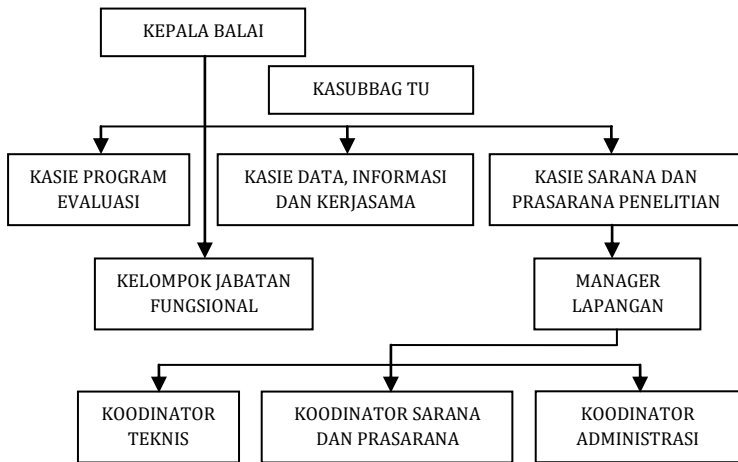 KEPALA BALAI
KASUBBAG TU
KASIE PROGRAM
EVALUASI
KASIE DATA, INFORMASI
DAN KERJASAMA
KASIE SARANA DAN
PRASARANA PENELITIAN
KELOMPOK JABATAN
FUNGSIONAL
MANAGER
LAPANGAN
KOODINATOR
TEKNIS
KOODINATOR SARANA
DAN PRASARANA
KOODINATOR
ADMINISTRASI